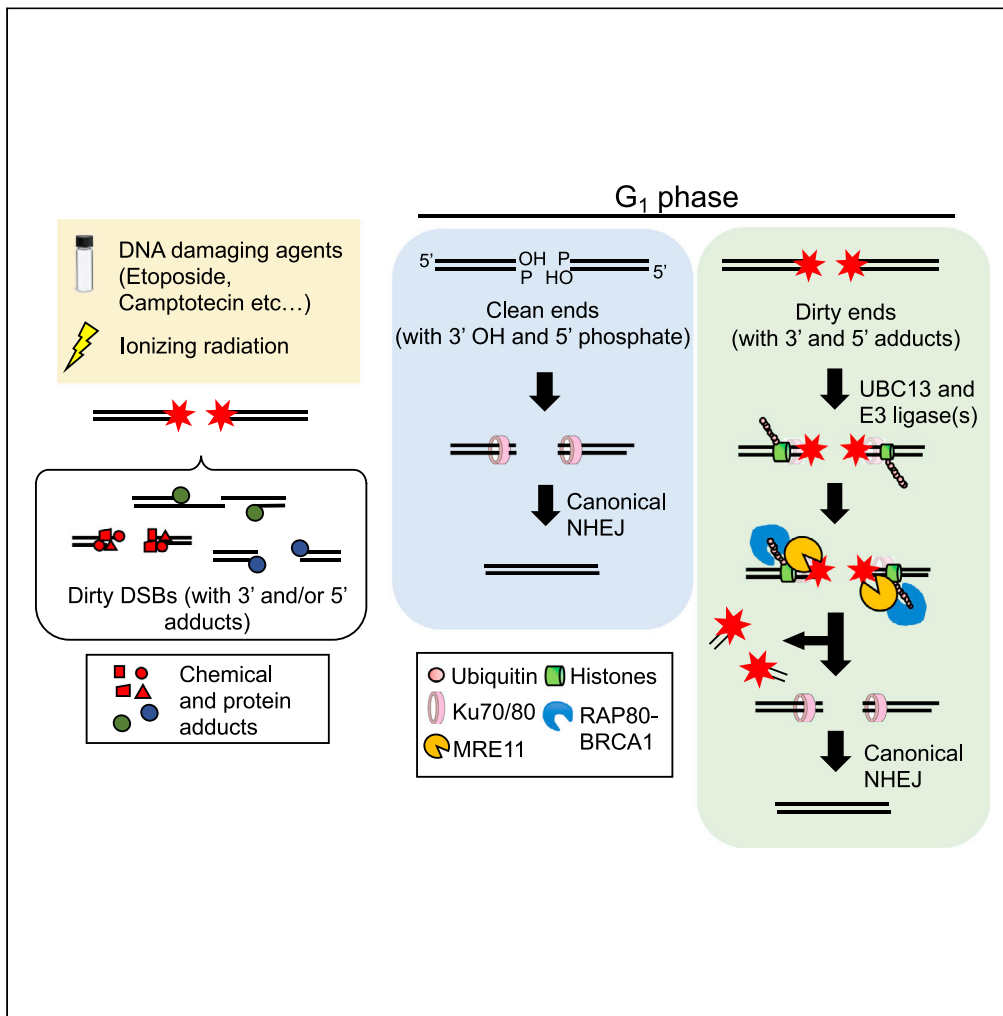 G1 phase
DNA damaging agents
(Etoposide,
Camptotecin etc...)
Ionizing radiation
Dirty DSBs (with 3' and/or 5'
adducts)
Chemical
and protein
adducts
5'
OH P
P HO
5'
Clean ends
(with 3' OH and 5' phosphate)
Canonical
NHEJ
Ubiquitin
Histones
Ku70/80
RAP80-
BRCA1
MRE11
Dirty ends
(with 3' and 5' adducts)
UBC13 and
E3 ligase(s)
Canonical
NHEJ